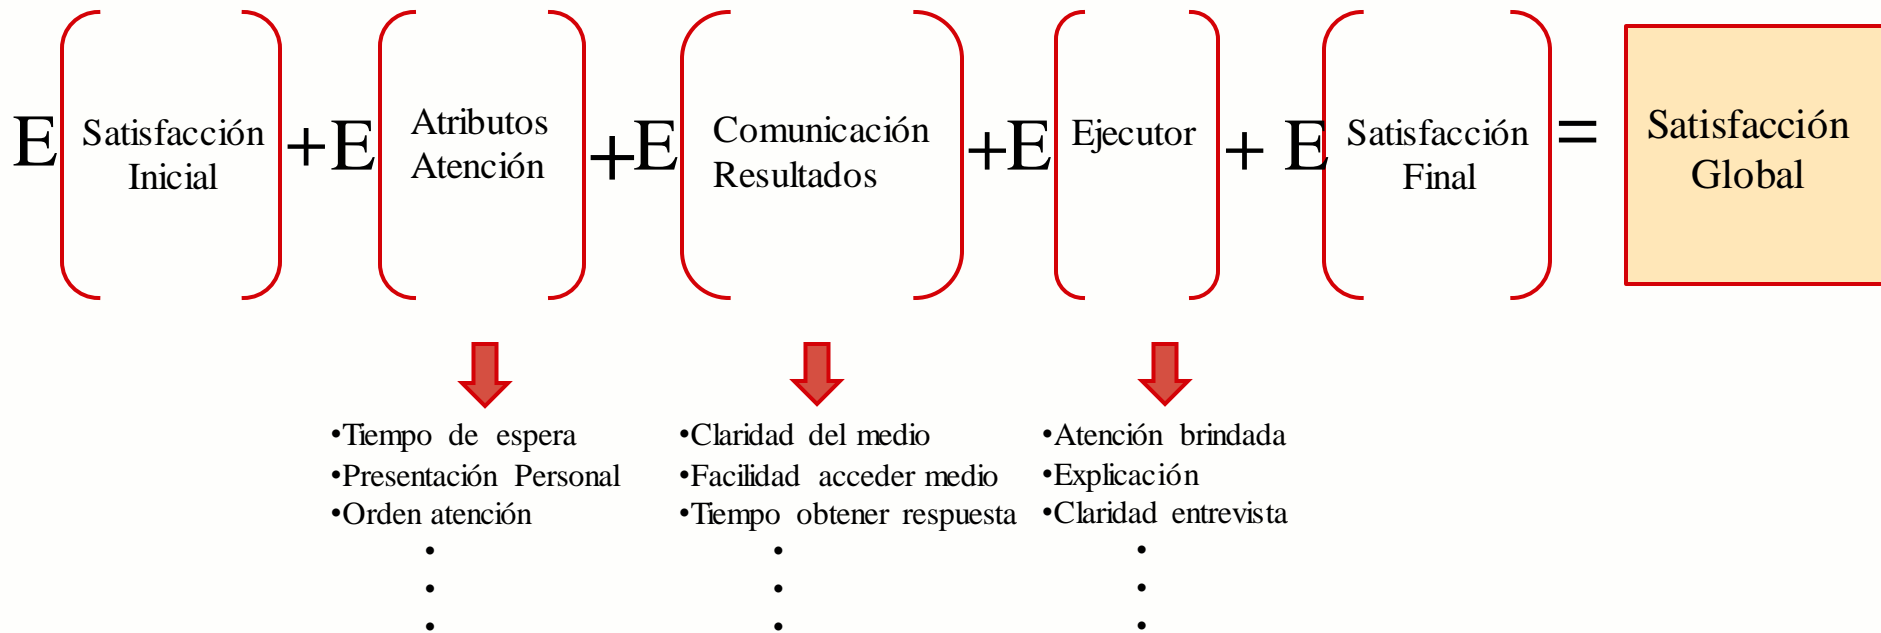 E
Satisfacción
Inicial
+E
Atributos
Atención
+E
Comunicación
Resultados
+E
Ejecutor
+ E
Satisfacción
Final
=
Satisfacción
Global
•Tiempo de espera
•Presentación Personal
•Orden atención
•
•
•
•Claridad del medio
•Facilidad acceder medio
•Tiempo obtener respuesta
•
•
•
•Atención brindada
•Explicación
•Claridad entrevista
•
•
•